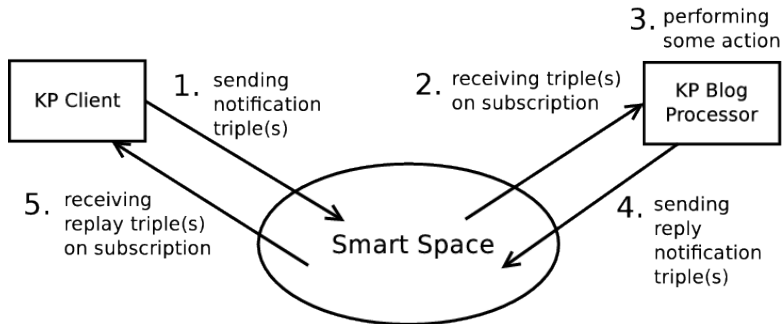 3. performing
some action
KP Client
1. sending
notification
triple(s)
2. receiving triple(s)
on subscription
KP Blog
Processor
5. receiving
replay triple(s)
on subscription
Smart Space
4. sending
reply
notification
triple(s)